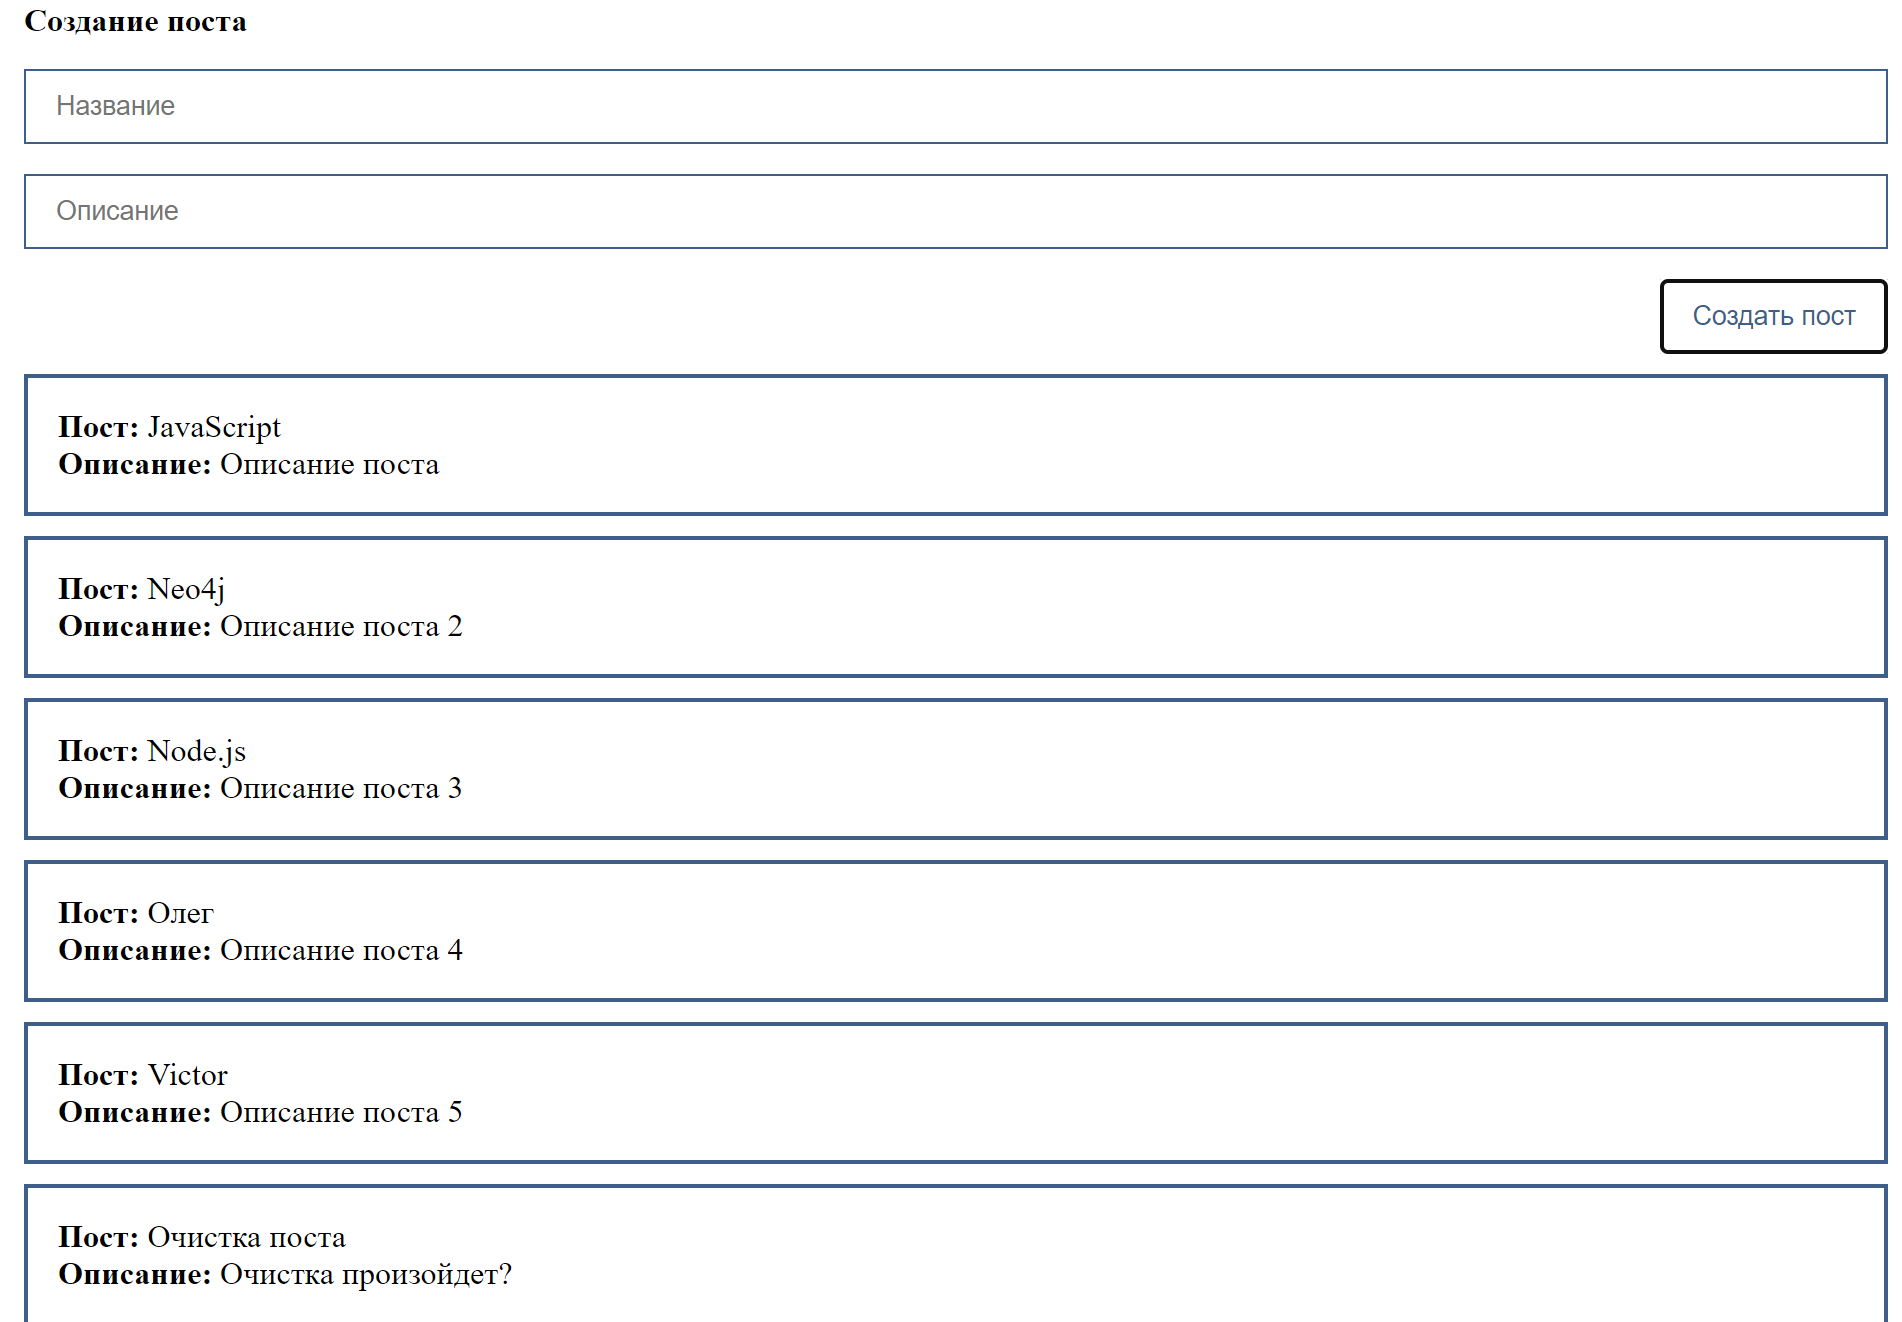 Создание поста
Название
Описание
Создать пост
Пост: JavaScript
Описание: Описание поста
Пост: Neo4j
Описание: Описание поста 2
Пост: Node.js
Описание: Описание поста 3
Пост: Олег
Описание: Описание поста 4
Пост: Victor
Описание: Описание поста 5
Пост: Очистка поста
Описание: Очистка произойдет?